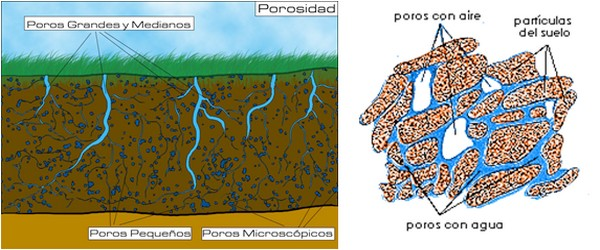 Porosidad
Poros Grandes y Medianos
Poros Pequeños
Poros Microscópicos
poros con aire
partículas
del suelo
poros con agua